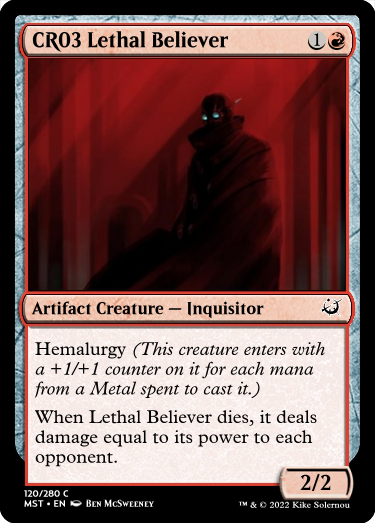 CR03 Lethal Believer 1
Artifact Creature — Inquisitor
Hemalurgy (This creature enters with
a +1/+1 counter on it for each mana
from a Metal spent to cast it.)
When Lethal Believer dies, it deals
damage equal to its power to each
opponent.
2/2
120/280 C
MST • EN Ben McSweeney
™ & © 2022 Kike Solernou